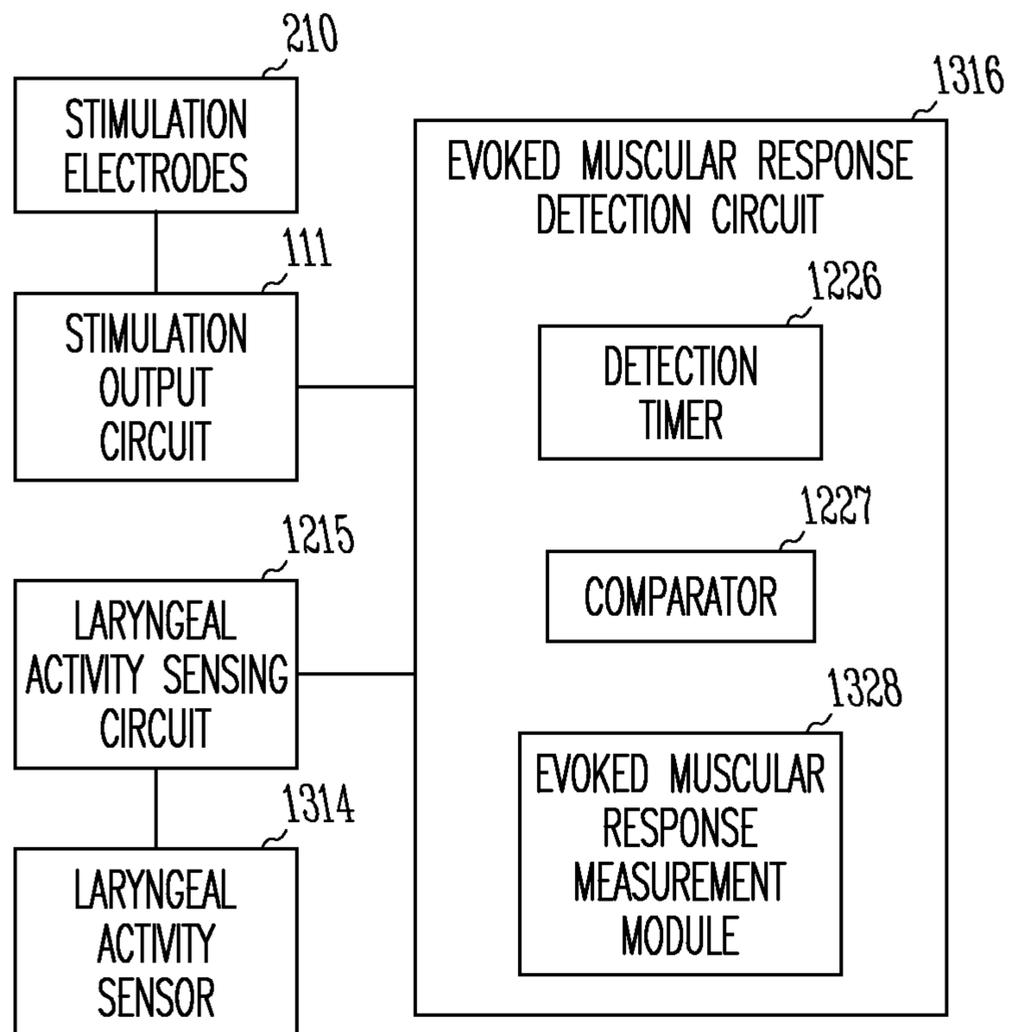 210
STIMULATION
ELECTRODES
111
STIMULATION
OUTPUT
CIRCUIT
1215
LARYNGEAL
ACTIVITY SENSING
CIRCUIT
1314
LARYNGEAL
ACTIVITY
SENSOR
1316
EVOKED MUSCULAR RESPONSE
DETECTION CIRCUIT
1226
DETECTION
TIMER
1227
COMPARATOR
1328
EVOKED MUSCULAR
RESPONSE
MEASUREMENT
MODULE